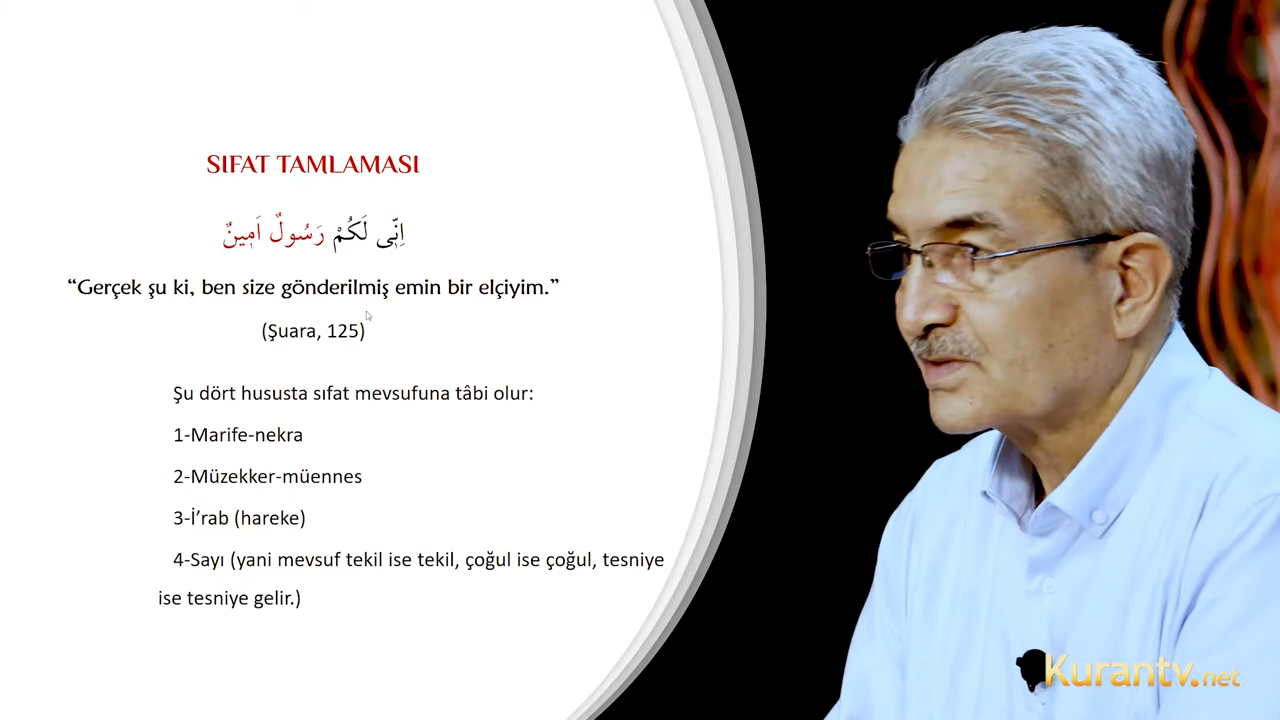 SIFAT TAMLAMASI
اِنّ۪ى لَكُمْ رَسُولٌ اَم۪ينٌ
“Gerçek şu ki, ben size gönderilmiş emin bir elçiyim.”
(Şuara, 125)
Şu dört hususta sıfat mevsufuna tâbi olur:
1-Marife-nekra
2-Müzekker-müennes
3-İ’rab (hareke)
4-Sayı (yani mevsuf tekil ise tekil, çoğul ise çoğul, tesniye
ise tesniye gelir.)
Kurantv.net